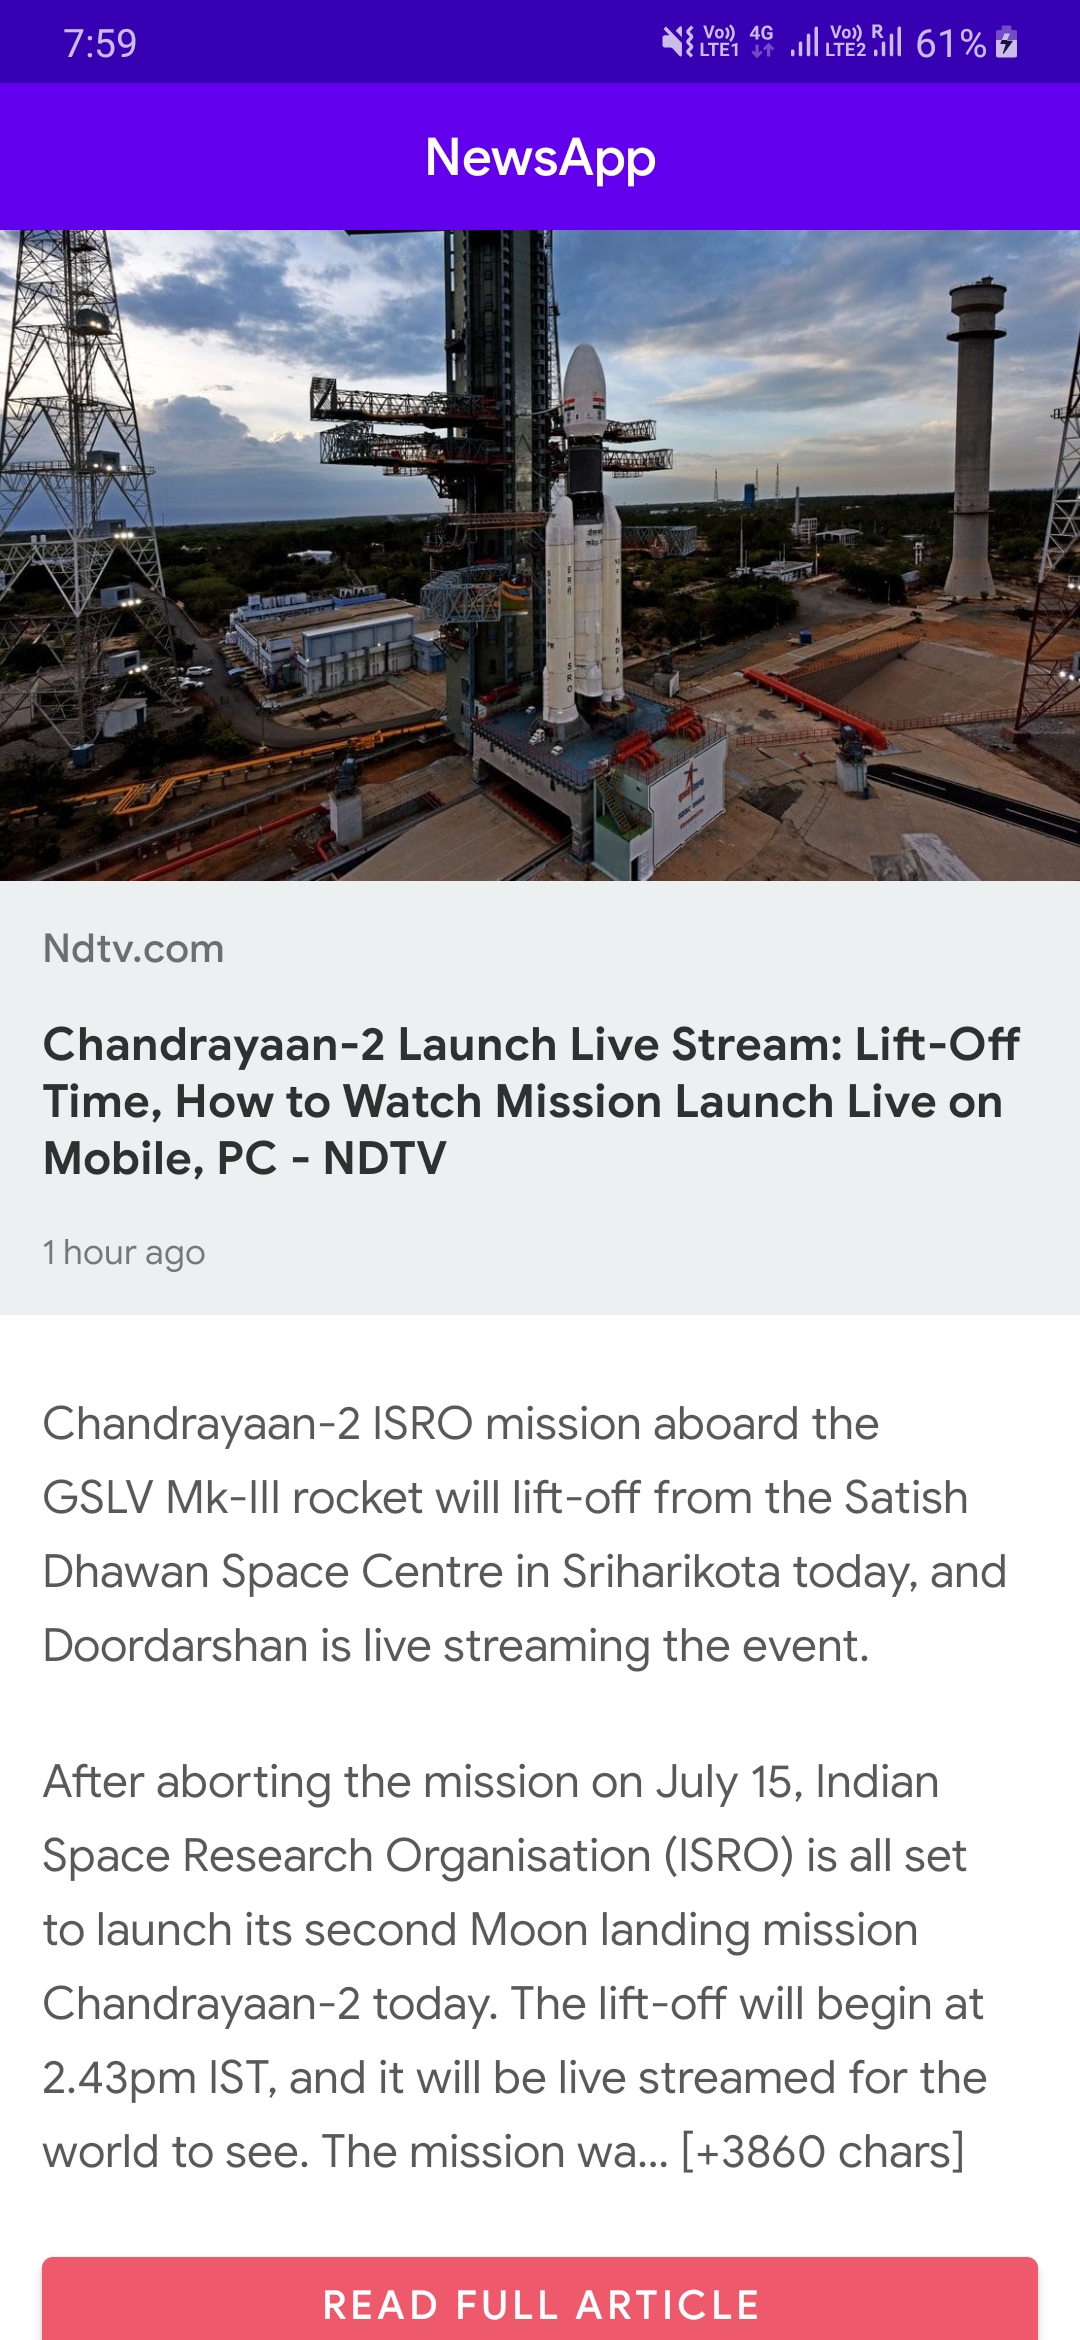 7:59
Vo)) 4G Vo)) R 61%
LTE1 LTE2
NewsApp
ISRO
INDIA
Ndtv.com
Chandrayaan-2 Launch Live Stream: Lift-Off
Time, How to Watch Mission Launch Live on
Mobile, PC - NDTV
1 hour ago
Chandrayaan-2 ISRO mission aboard the
GSLV Mk-III rocket will lift-off from the Satish
Dhawan Space Centre in Sriharikota today, and
Doordarshan is live streaming the event.
After aborting the mission on July 15, Indian
Space Research Organisation (ISRO) is all set
to launch its second Moon landing mission
Chandrayaan-2 today. The lift-off will begin at
2.43pm IST, and it will be live streamed for the
world to see. The mission wa... [+3860 chars]
READ FULL ARTICLE